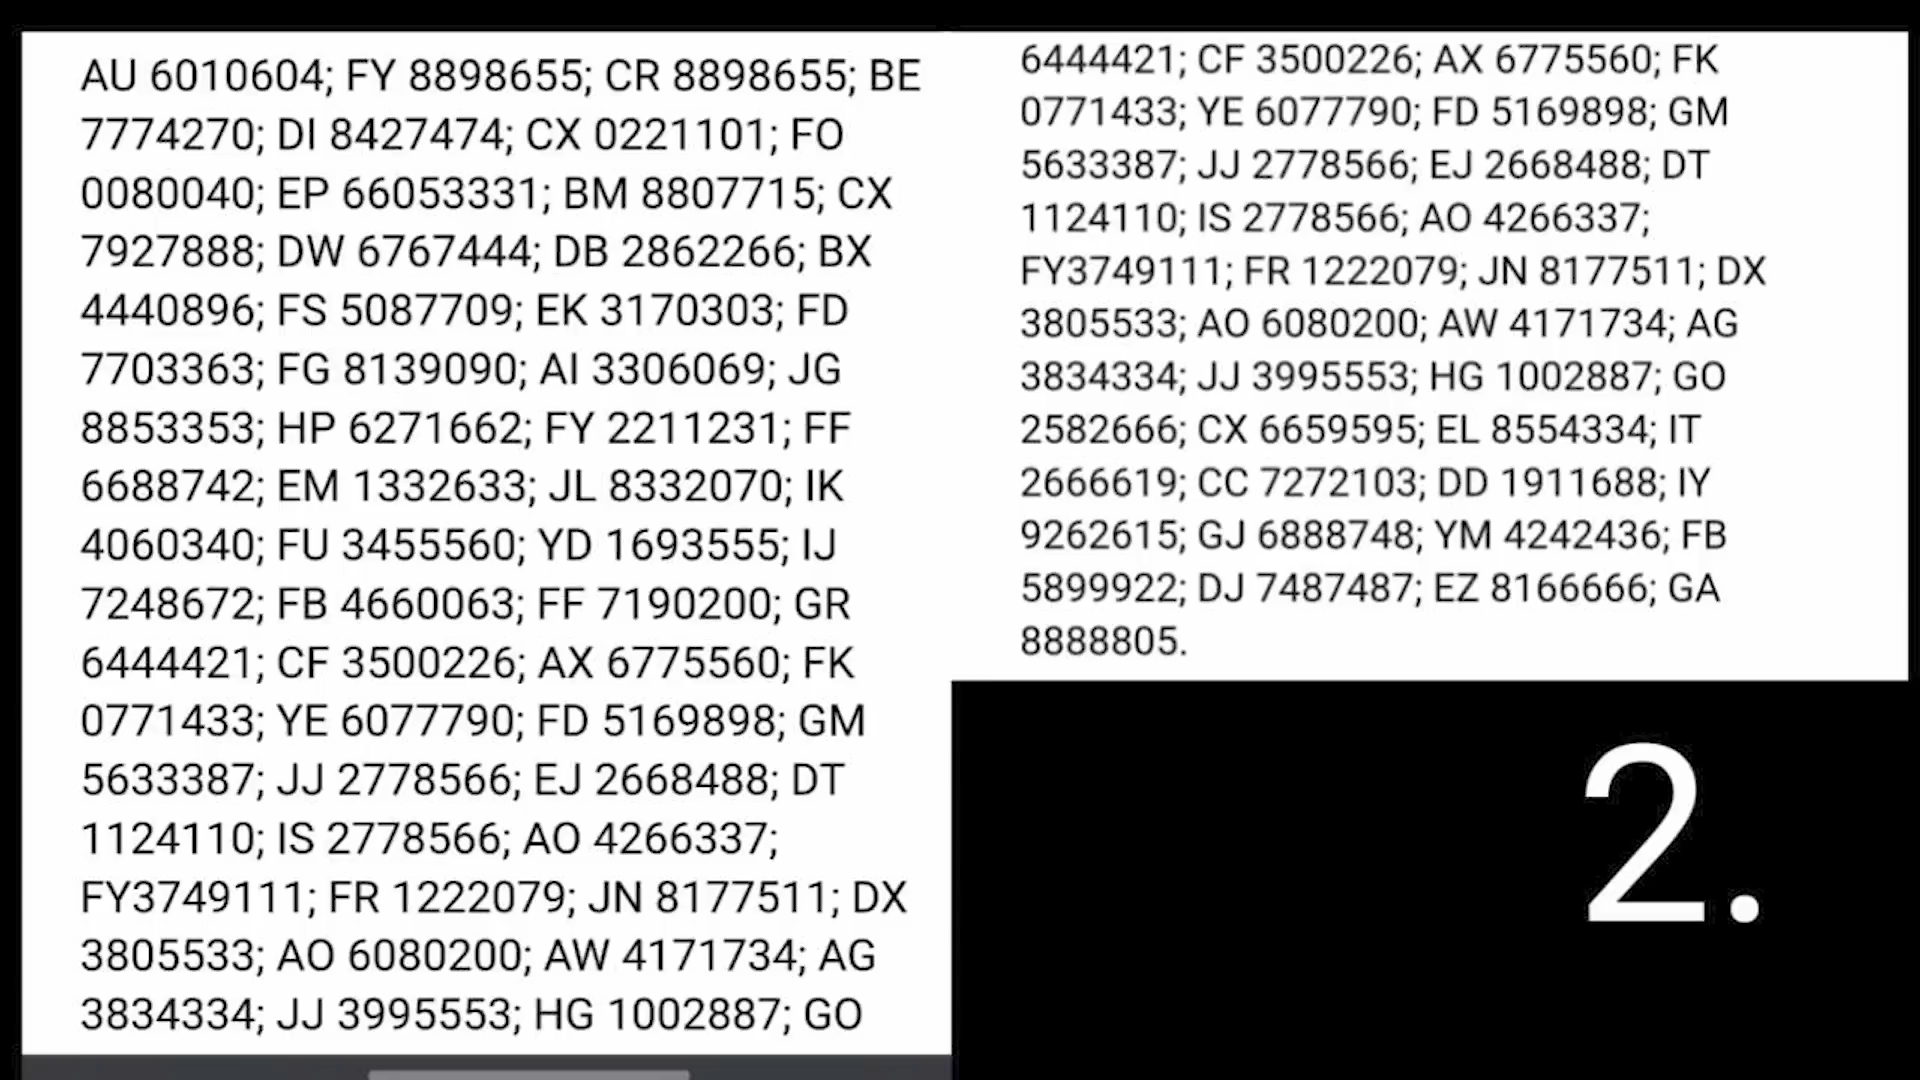 AU 6010604; FY 8898655; CR 8898655; BE
7774270; DI 8427474; CX 0221101; FO
0080040; EP 66053331; BM 8807715; CX
7927888; DW 6767444; DB 2862266; BX
4440896; FS 5087709; EK 3170303; FD
7703363; FG 8139090; AI 3306069; JG
8853353; HP 6271662; FY 2211231; FF
6688742; EM 1332633; JL 8332070; IK
4060340; FU 3455560; YD 1693555; IJ
7248672; FB 4660063; FF 7190200; GR
6444421; CF 3500226; AX 6775560; FK
0771433; YE 6077790; FD 5169898; GM
5633387; JJ 2778566; EJ 2668488; DT
1124110; IS 2778566; AO 4266337;
FY3749111; FR 1222079; JN 8177511; DX
3805533; AO 6080200; AW 4171734; AG
3834334; JJ 3995553; HG 1002887; GO
6444421; CF 3500226; AX 6775560; FK
0771433; YE 6077790; FD 5169898; GM
5633387; JJ 2778566; EJ 2668488; DT
1124110; IS 2778566; AO 4266337;
FY3749111; FR 1222079; JN 8177511; DX
3805533; AO 6080200; AW 4171734; AG
3834334; JJ 3995553; HG 1002887; GO
2582666; CX 6659595; EL 8554334; IT
2666619; CC 7272103; DD 1911688; IY
9262615; GJ 6888748; YM 4242436; FB
5899922; DJ 7487487; EZ 8166666; GA
8888805.
2.